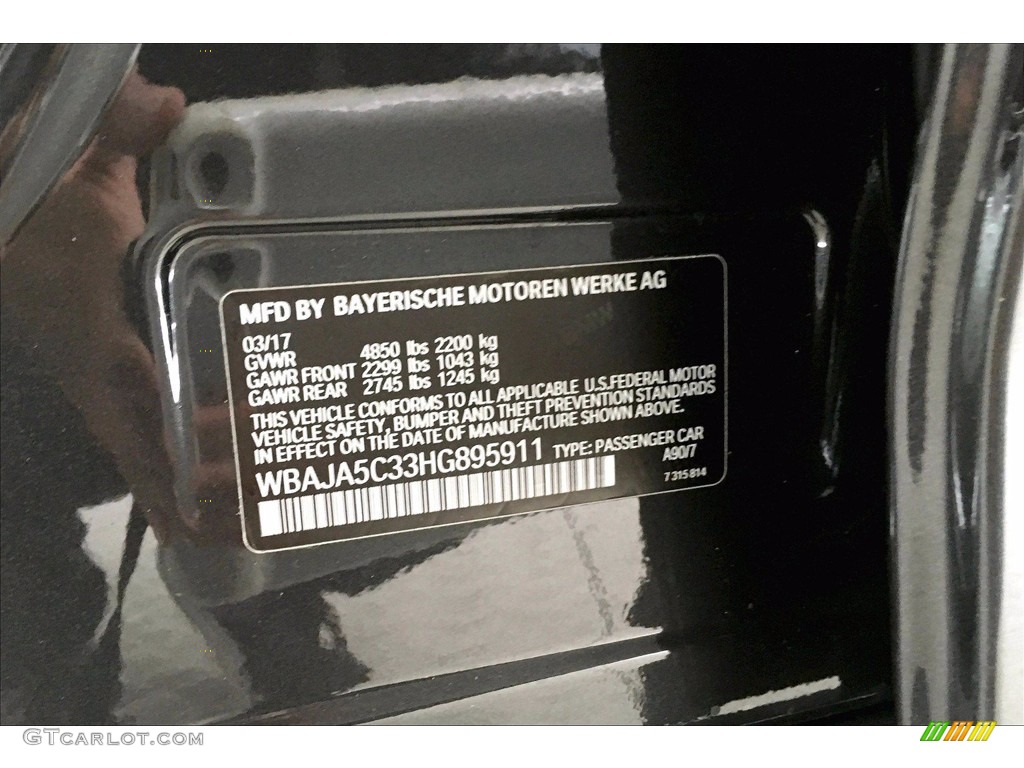 MFD BY BAYERISCHE MOTOREN WERKE AG
03/17
GVWR 4850 lbs 2200 kg
GAWR FRONT 2299 lbs 1043 kg
GAWR REAR 2745 lbs 1245 kg
THIS VEHICLE CONFORMS TO ALL APPLICABLE U.S.FEDERAL MOTOR
VEHICLE SAFETY, BUMPER AND THEFT PREVENTION STANDARDS
IN EFFECT ON THE DATE OF MANUFACTURE SHOWN ABOVE.
WBAJA5C33HG895911 TYPE: PASSENGER CAR
A90/7
7 315 814
GTcarlot.com